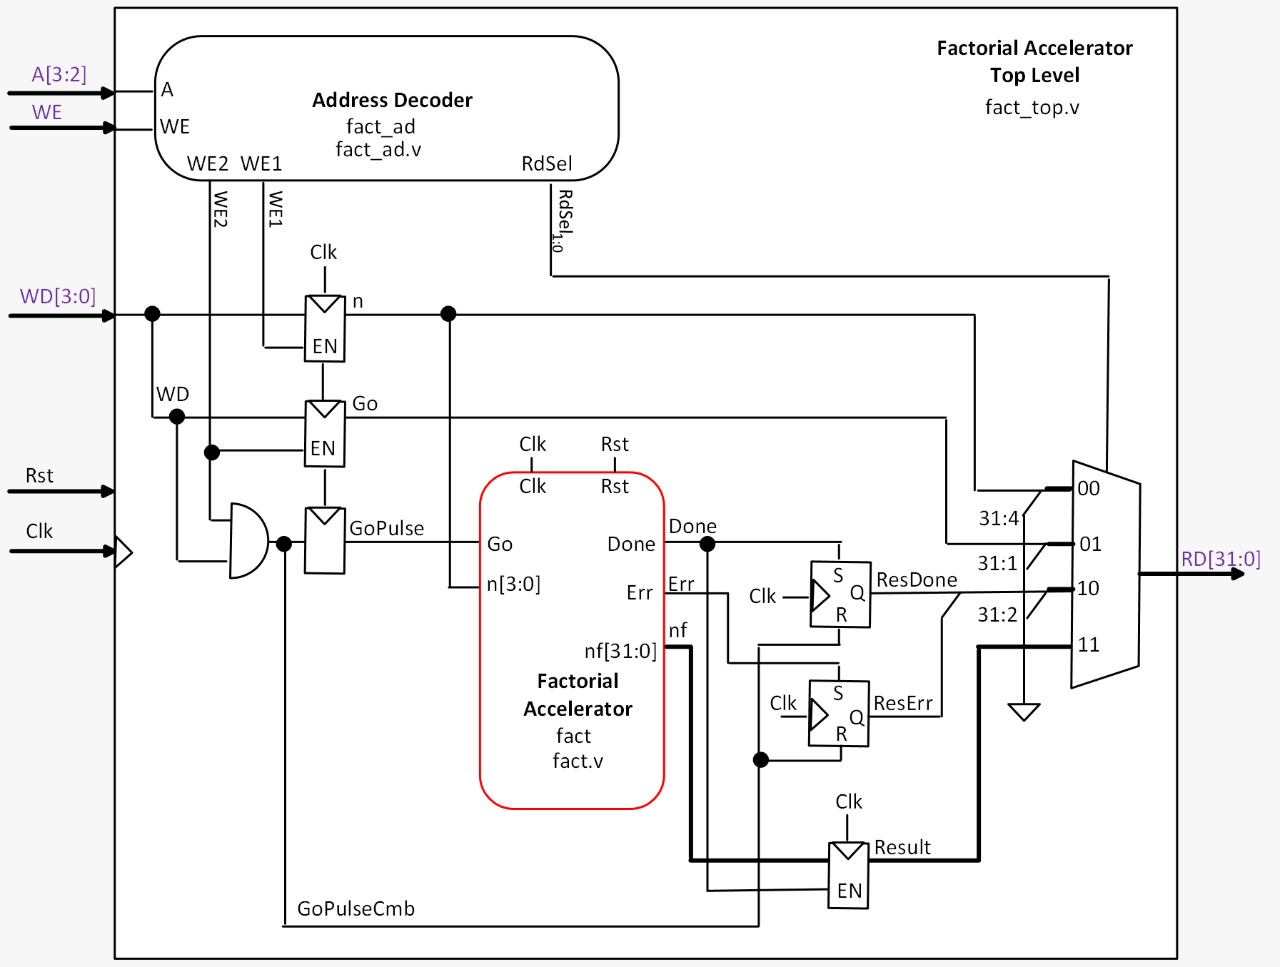 Factorial Accelerator
Top Level
fact_top.v
A[3:2]
WE
A
WE
Address Decoder
fact_ad
fact_ad.v
WE2 WE1 RdSel
WE2
WE1
RdSel1:0
Clk
WD[3:0]
n
EN
WD
Go
EN
Rst
Clk
GoPulse
Clk
Rst
Clk
Rst
Go
n[3:0]
Done
Err
nf[31:0]
Factorial
Accelerator
fact
fact.v
Done
Err
nf
Clk
S
Q
R
ResDone
Clk
S
Q
R
ResErr
Clk
EN
Result
GoPulseCmb
31:4
31:1
31:2
00
01
10
11
RD[31:0]